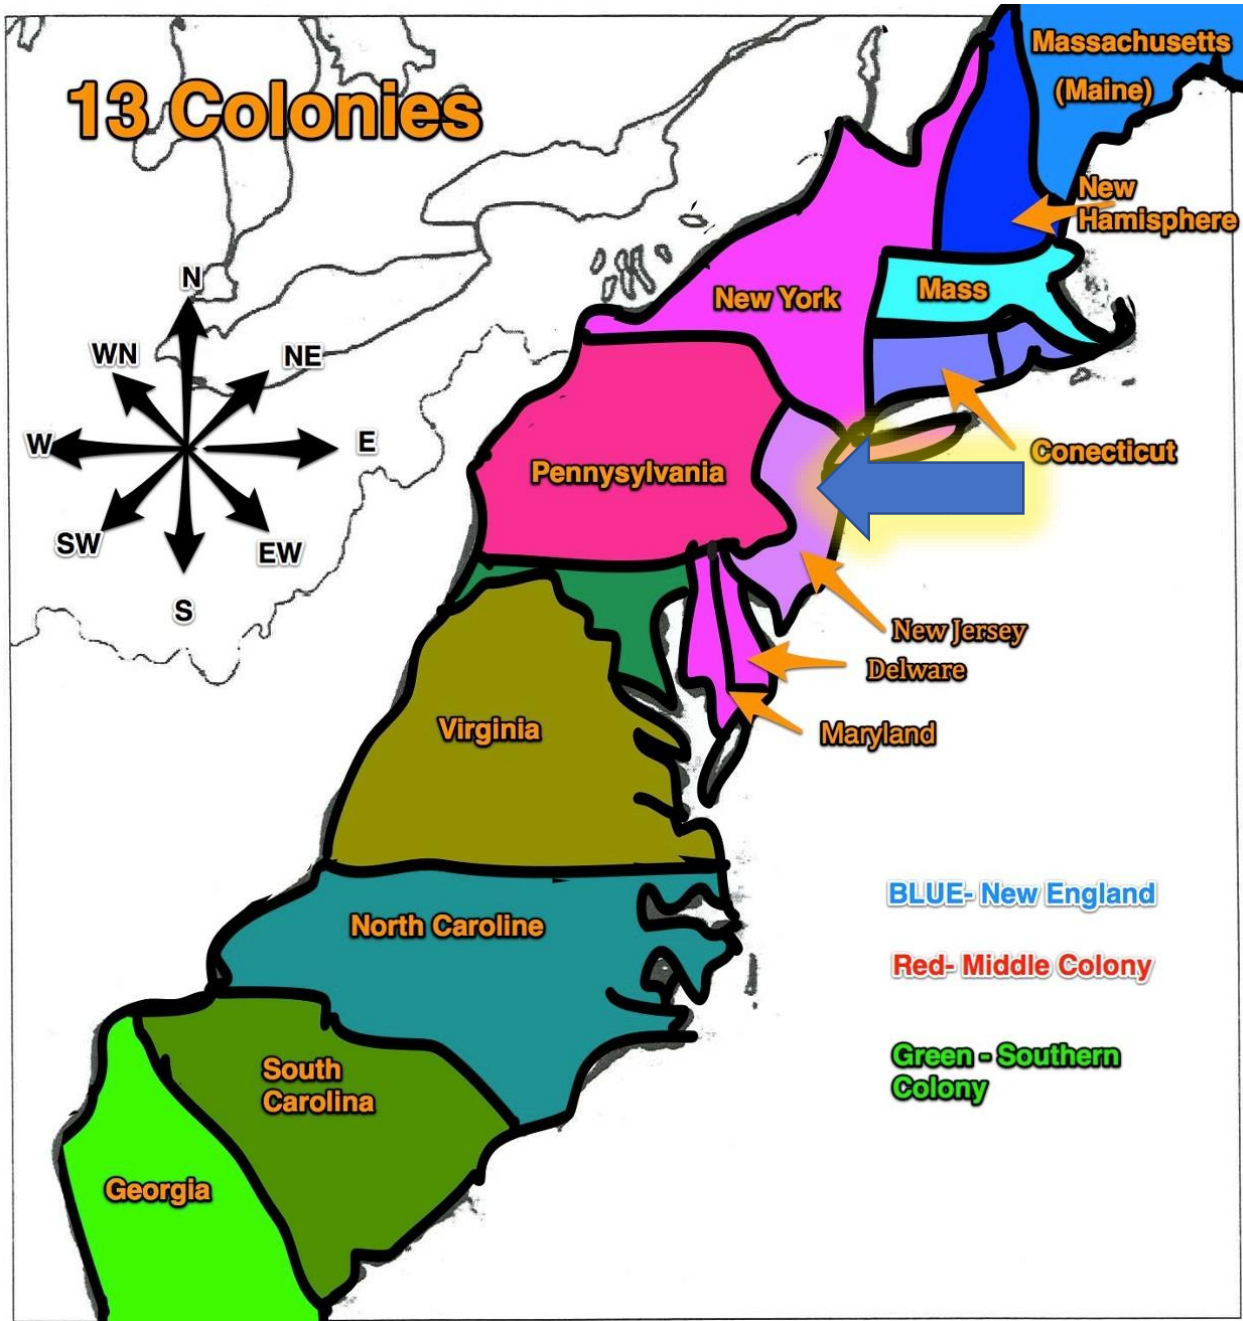 13 Colonies
Massachusetts
(Maine)
New
Hamisphere
N
WN
NE
W
E
SW
EW
S
New York
Mass
Pennysylvania
Conecticut
New Jersey
Delware
Maryland
Virginia
North Caroline
South
Carolina
Georgia
BLUE- New England
Red- Middle Colony
Green - Southern
Colony